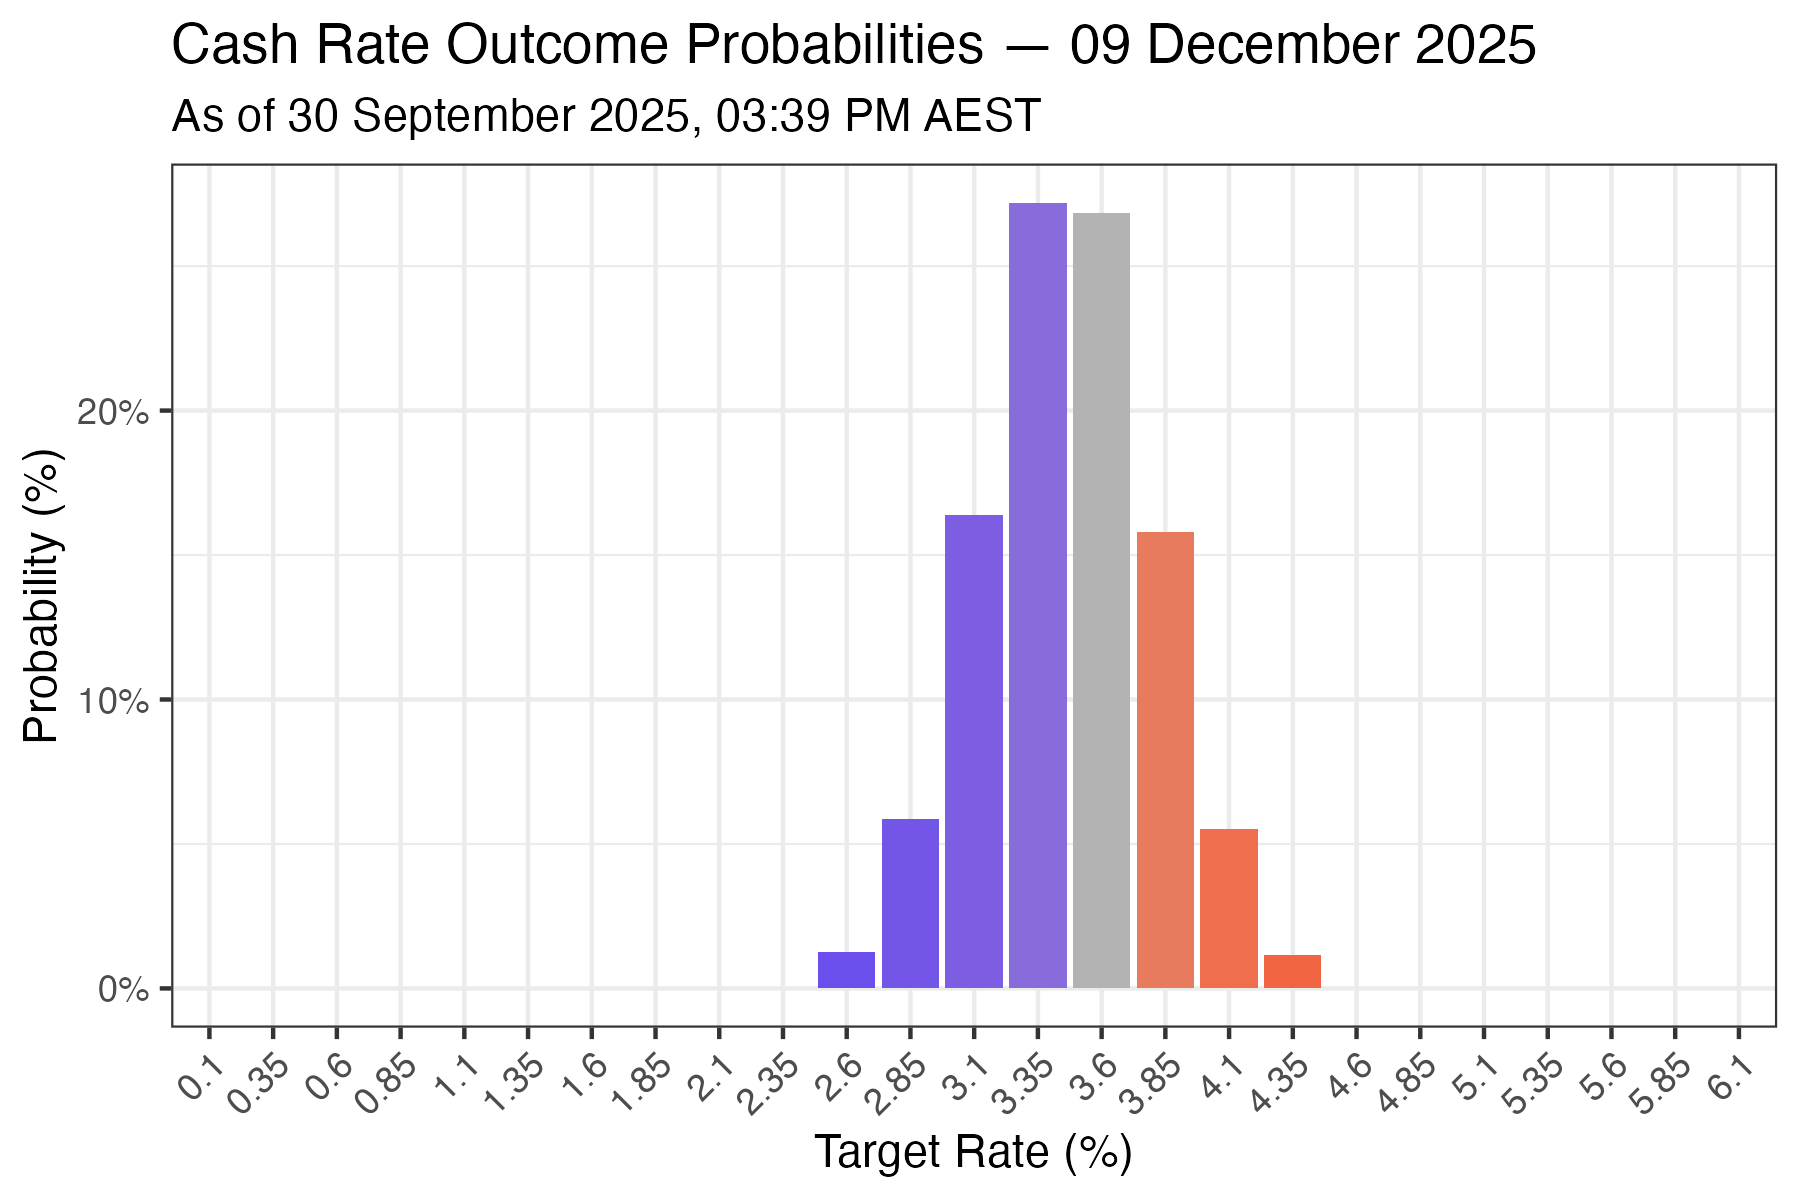 Cash Rate Outcome Probabilities — 09 December 2025
As of 30 September 2025, 03:39 PM AEST
Probability (%)
20%
10%
0%
0.1 0.35 0.6 0.85 1.1 1.35 1.6 1.85 2.1 2.35 2.6 2.85 3.1 3.35 3.6 3.85 4.1 4.35 4.6 4.85 5.1 5.35 5.6 5.85 6.1
Target Rate (%)